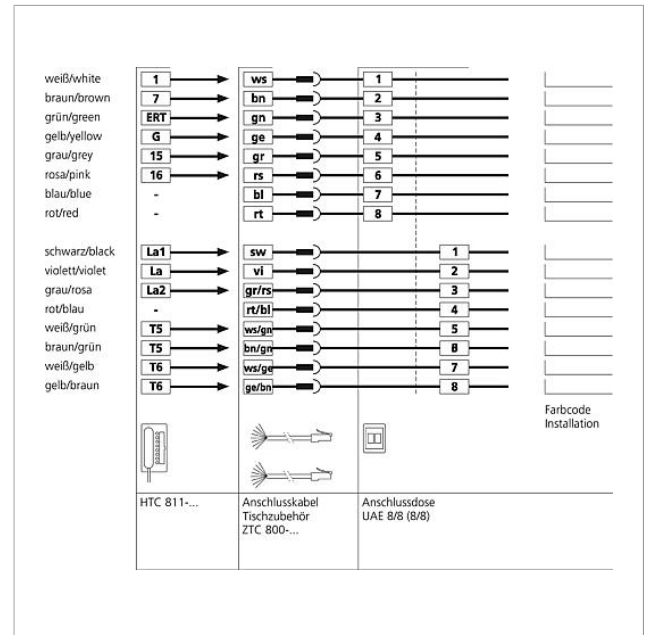 weiß/white 1 ws 1
braun/brown 7 bn 2
grün/green ERT gn 3
gelb/yellow G ge 4
grau/grey 15 gr 5
rosa/pink 16 rs 6
blau/blue - bl 7
rot/red - rt 8
schwarz/black La1 sw 1
violett/violet La vi 2
grau/rosa La2 gr/rs 3
rot/blau - rt/bl 4
weiß/grün T5 ws/gn 5
braun/grün T5 bn/gn 6
weiß/gelb T6 ws/ge 7
gelb/braun T6 ge/bn 8
Farbcode
Installation
HTC 811-...
Anschlusskabel
Tischzubehör
ZTC 800-...
Anschlussdose
UAE 8/8 (8/8)